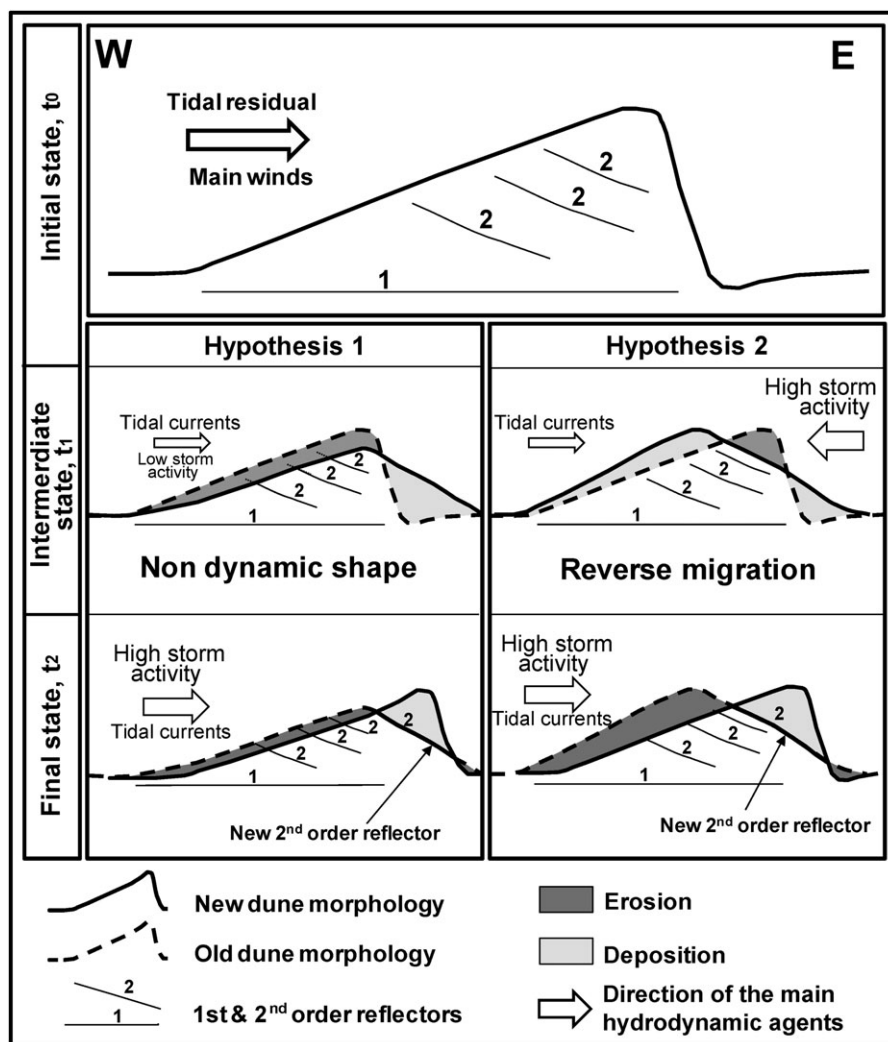 Initial state, t0
W
E
Tidal residual
Main winds
2
2
2
1
Intermerdiate
state, t1
Hypothesis 1
Tidal currents
Low storm
activity
2
2
2
2
1
Non dynamic shape
Hypothesis 2
High storm
activity
Tidal currents
2
2
2
1
Reverse migration
Final state, t2
High storm
activity
Tidal currents
2
2
2
2
2
1
New 2nd order reflector
High storm
activity
Tidal currents
2
2
2
2
1
New 2nd order reflector
New dune morphology
Old dune morphology
2
1
1st & 2nd order reflectors
Erosion
Deposition
Direction of the main
hydrodynamic agents